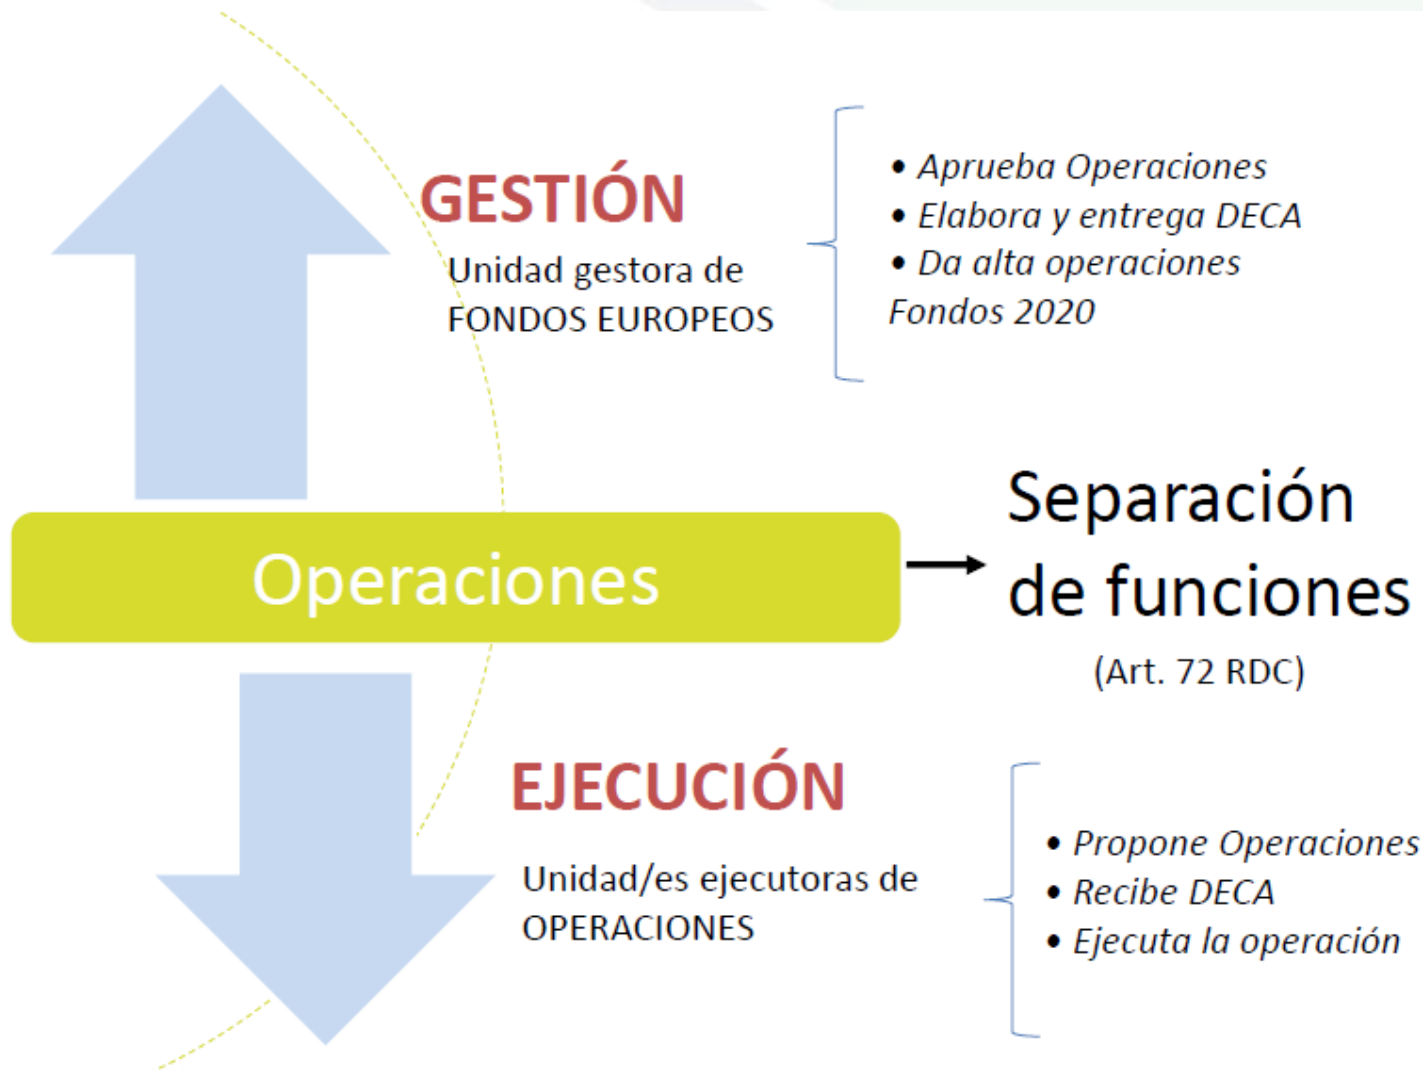 GESTIÓN
Unidad gestora de
FONDOS EUROPEOS
• Aprueba Operaciones
• Elabora y entrega DECA
• Da alta operaciones
Fondos 2020
Operaciones
Separación
de funciones
(Art. 72 RDC)
EJECUCIÓN
Unidad/es ejecutoras de
OPERACIONES
• Propone Operaciones
• Recibe DECA
• Ejecuta la operación